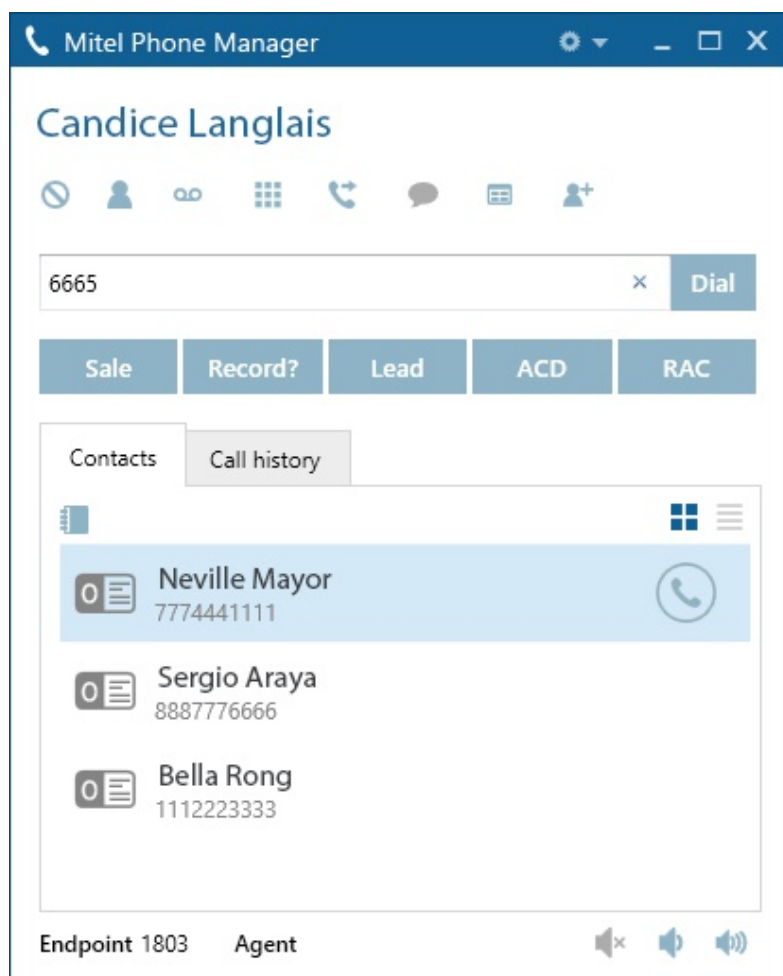 Mitel Phone Manager
Candice Langlais
6665 × Dial
Sale Record? Lead ACD RAC
Contacts Call history
O Neville Mayor
7774441111
O Sergio Araya
8887776666
O Bella Rong
1112223333
Endpoint 1803 Agent